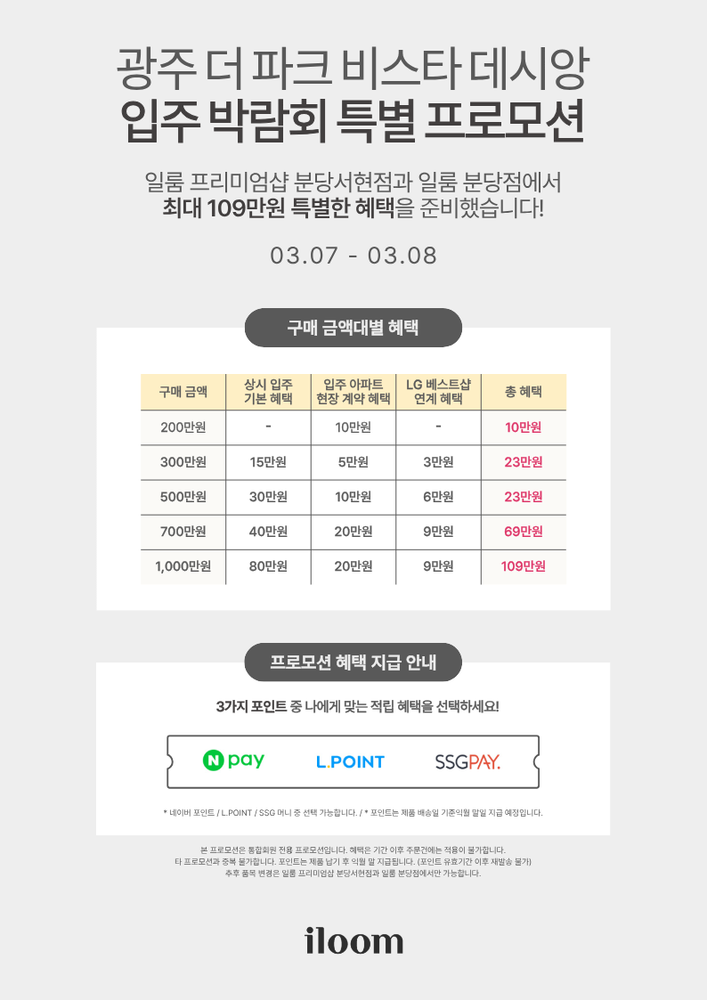 광주 더 파크 비스타 데시앙
입주 박람회 특별 프로모션
일룸 프리미엄샵 분당서현점과 일룸 분당점에서
최대 109만원 특별한 혜택을 준비했습니다!
03.07 - 03.08
구매 금액대별 혜택
구매 금액 상시 입주 기본 혜택 입주 아파트 현장 계약 혜택 LG 베스트샵 연계 혜택 총 혜택
200만원 - 10만원 - 10만원
300만원 15만원 5만원 3만원 23만원
500만원 30만원 10만원 6만원 23만원
700만원 40만원 20만원 9만원 69만원
1,000만원 80만원 20만원 9만원 109만원
프로모션 혜택 지급 안내
3가지 포인트 중 나에게 맞는 적립 혜택을 선택하세요!
N pay L.POINT SSGPAY.
* 네이버 포인트 / L.POINT / SSG 머니 중 선택 가능합니다. / * 포인트는 제품 배송일 기준익월 말일 지급 예정입니다.
본 프로모션은 통합회원 전용 프로모션입니다. 혜택은 기간 이후 주문건에는 적용이 불가합니다.
타 프로모션과 중복 불가합니다. 포인트는 제품 납기 후 익월 말 지급됩니다. (포인트 유효기간 이후 재발송 불가)
추후 품목 변경은 일룸 프리미엄샵 분당서현점과 일룸 분당점에서만 가능합니다.
iloom